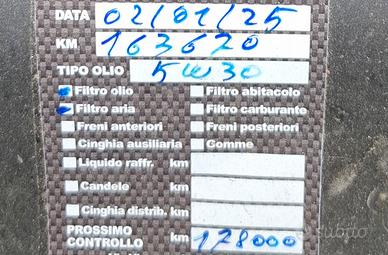 DATA 02/01/25
KM 163620
TIPO OLIO 5W30
Filtro olio Filtro abitacolo
Filtro aria Filtro carburante
Freni anteriori Freni posteriori
Cinghia ausiliaria Gomme
Liquido raffr. km
Candele km
Cinghia distrib. km
PROSSIMO
CONTROLLO km 178000
subito